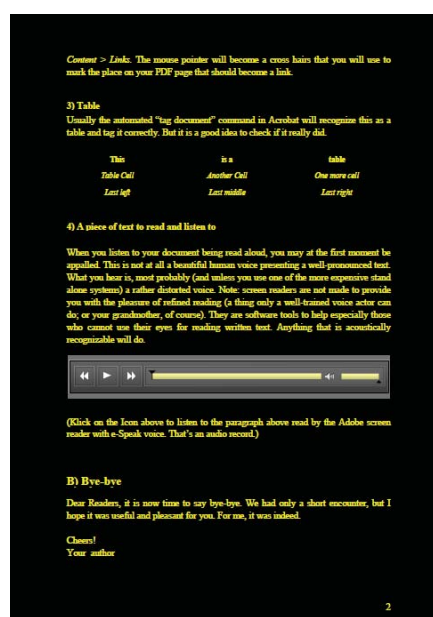 Content > Links. The mouse pointer will become a cross hairs that you will use to
mark the place on your PDF page that should become a link.
3) Table
Usually the automated “tag document” command in Acrobat will recognize this as a
table and tag it correctly. But it is a good idea to check if it really did.
This is a table
Table Cell Another Cell One more cell
Last left Last middle Last right
4) A piece of text to read and listen to
When you listen to your document being read aloud, you may at the first moment be
appalled. This is not at all a beautiful human voice presenting a well-pronounced text.
What you hear is, most probably (and unless you use one of the more expensive stand
alone systems) a rather distorted voice. Note: screen readers are not made to provide
you with the pleasure of refined reading (a thing only a well-trained voice actor can
do; or your grandmother, of course). They are software tools to help especially those
who cannot use their eyes for reading written text. Anything that is acoustically
recognizable will do.
(Klick on the Icon above to listen to the paragraph above read by the Adobe screen
reader with e-Speak voice. That’s an audio record.)
B) Bye-bye
Dear Readers, it is now time to say bye-bye. We had only a short encounter, but I
hope it was useful and pleasant for you. For me, it was indeed.
Cheers!
Your author
2